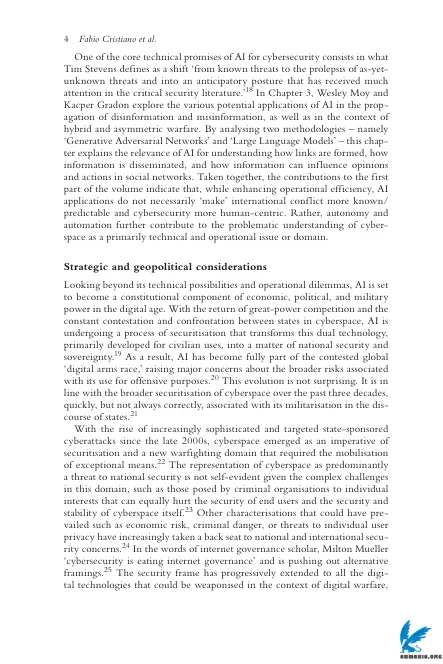 4 Fabio Cristiano et al.
One of the core technical promises of AI for cybersecurity consists in what
Tim Stevens defines as a shift ‘from known threats to the prolepsis of as-yet-
unknown threats and into an anticipatory posture that has received much
attention in the critical security literature.’18 In Chapter 3, Wesley Moy and
Kacper Gradon explore the various potential applications of AI in the prop-
agation of disinformation and misinformation, as well as in the context of
hybrid and asymmetric warfare. By analysing two methodologies – namely
‘Generative Adversarial Networks’ and ‘Large Language Models’ – this chap-
ter explains the relevance of AI for understanding how links are formed, how
information is disseminated, and how information can influence opinions
and actions in social networks. Taken together, the contributions to the first
part of the volume indicate that, while enhancing operational efficiency, AI
applications do not necessarily ‘make’ international conflict more known/
predictable and cybersecurity more human-centric. Rather, autonomy and
automation further contribute to the problematic understanding of cyber-
space as a primarily technical and operational issue or domain.
Strategic and geopolitical considerations
Looking beyond its technical possibilities and operational dilemmas, AI is set
to become a constitutional component of economic, political, and military
power in the digital age. With the return of great-power competition and the
constant contestation and confrontation between states in cyberspace, AI is
undergoing a process of securitisation that transforms this dual technology,
primarily developed for civilian uses, into a matter of national security and
sovereignty.19 As a result, AI has become fully part of the contested global
‘digital arms race,’ raising major concerns about the broader risks associated
with its use for offensive purposes.20 This evolution is not surprising. It is in
line with the broader securitisation of cyberspace over the past three decades,
quickly, but not always correctly, associated with its militarisation in the dis-
course of states.21
With the rise of increasingly sophisticated and targeted state-sponsored
cyberattacks since the late 2000s, cyberspace emerged as an imperative of
securitisation and a new warfighting domain that required the mobilisation
of exceptional means.22 The representation of cyberspace as predominantly
a threat to national security is not self-evident given the complex challenges
in this domain, such as those posed by criminal organisations to individual
interests that can equally hurt the security of end users and the security and
stability of cyberspace itself.23 Other characterisations that could have pre-
vailed such as economic risk, criminal danger, or threats to individual user
privacy have increasingly taken a back seat to national and international secu-
rity concerns.24 In the words of internet governance scholar, Milton Mueller
‘cybersecurity is eating internet governance’ and is pushing out alternative
framings.25 The security frame has progressively extended to all the digi-
tal technologies that could be weaponised in the context of digital warfare,